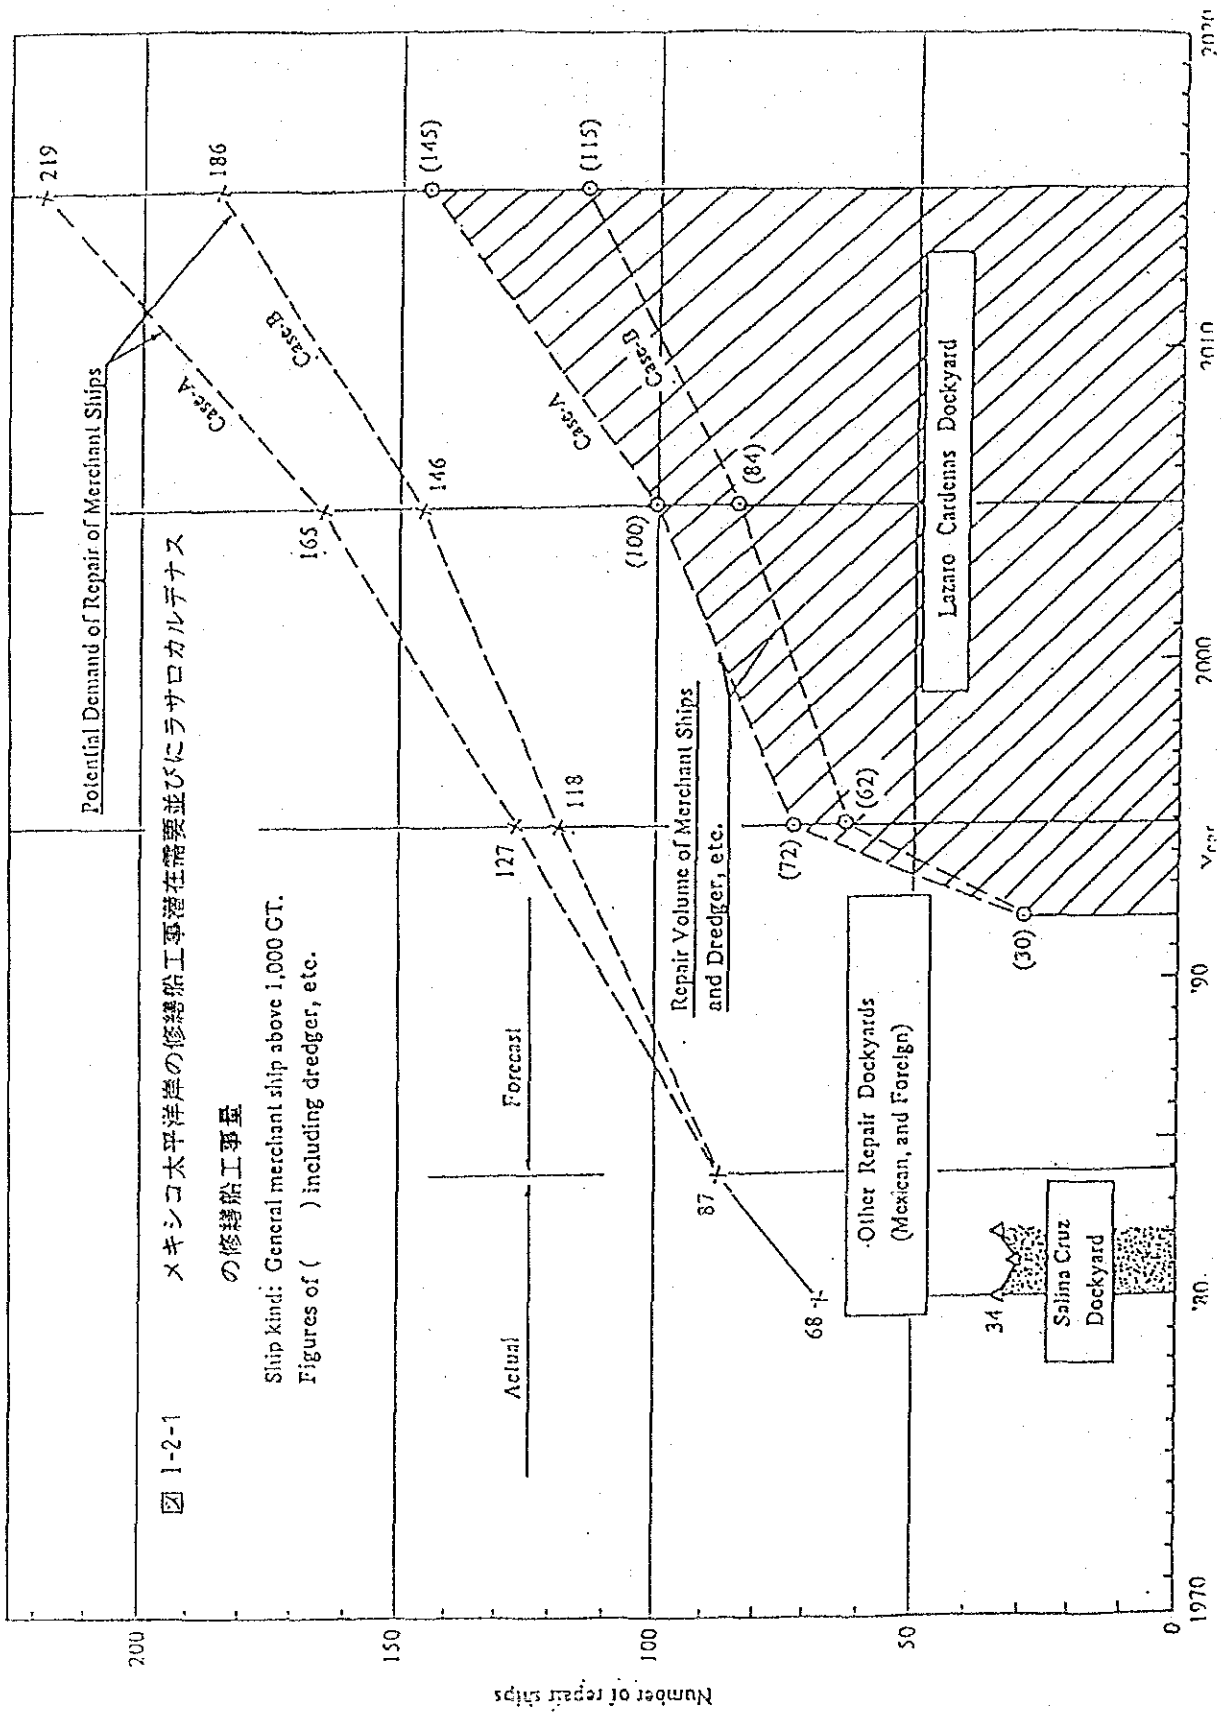 図 1-2-1 メキシコ太平洋岸の修繕船工事潜在需要並びにラサロカルデナス
の修繕船工事量
Ship kind: General merchant ship above 1,000 GT.
Figures of ( ) including dredger, etc.
Potential Demand of Repair of Merchant Ships
Case-A
Case-B
219
186
165
146
127
118
87
68
Actual
Forecast
Repair Volume of Merchant Ships
and Dredger, etc.
Case-A
Case-B
(145)
(115)
(100)
(84)
(72)
(62)
(30)
Other Repair Dockyards
(Mexican, and Foreign)
Lazaro Cardenas Dockyard
34
Salina Cruz
Dockyard
Number of repair ships
200
150
100
50
0
1970
'80
'90
Year
2000
2010
2020